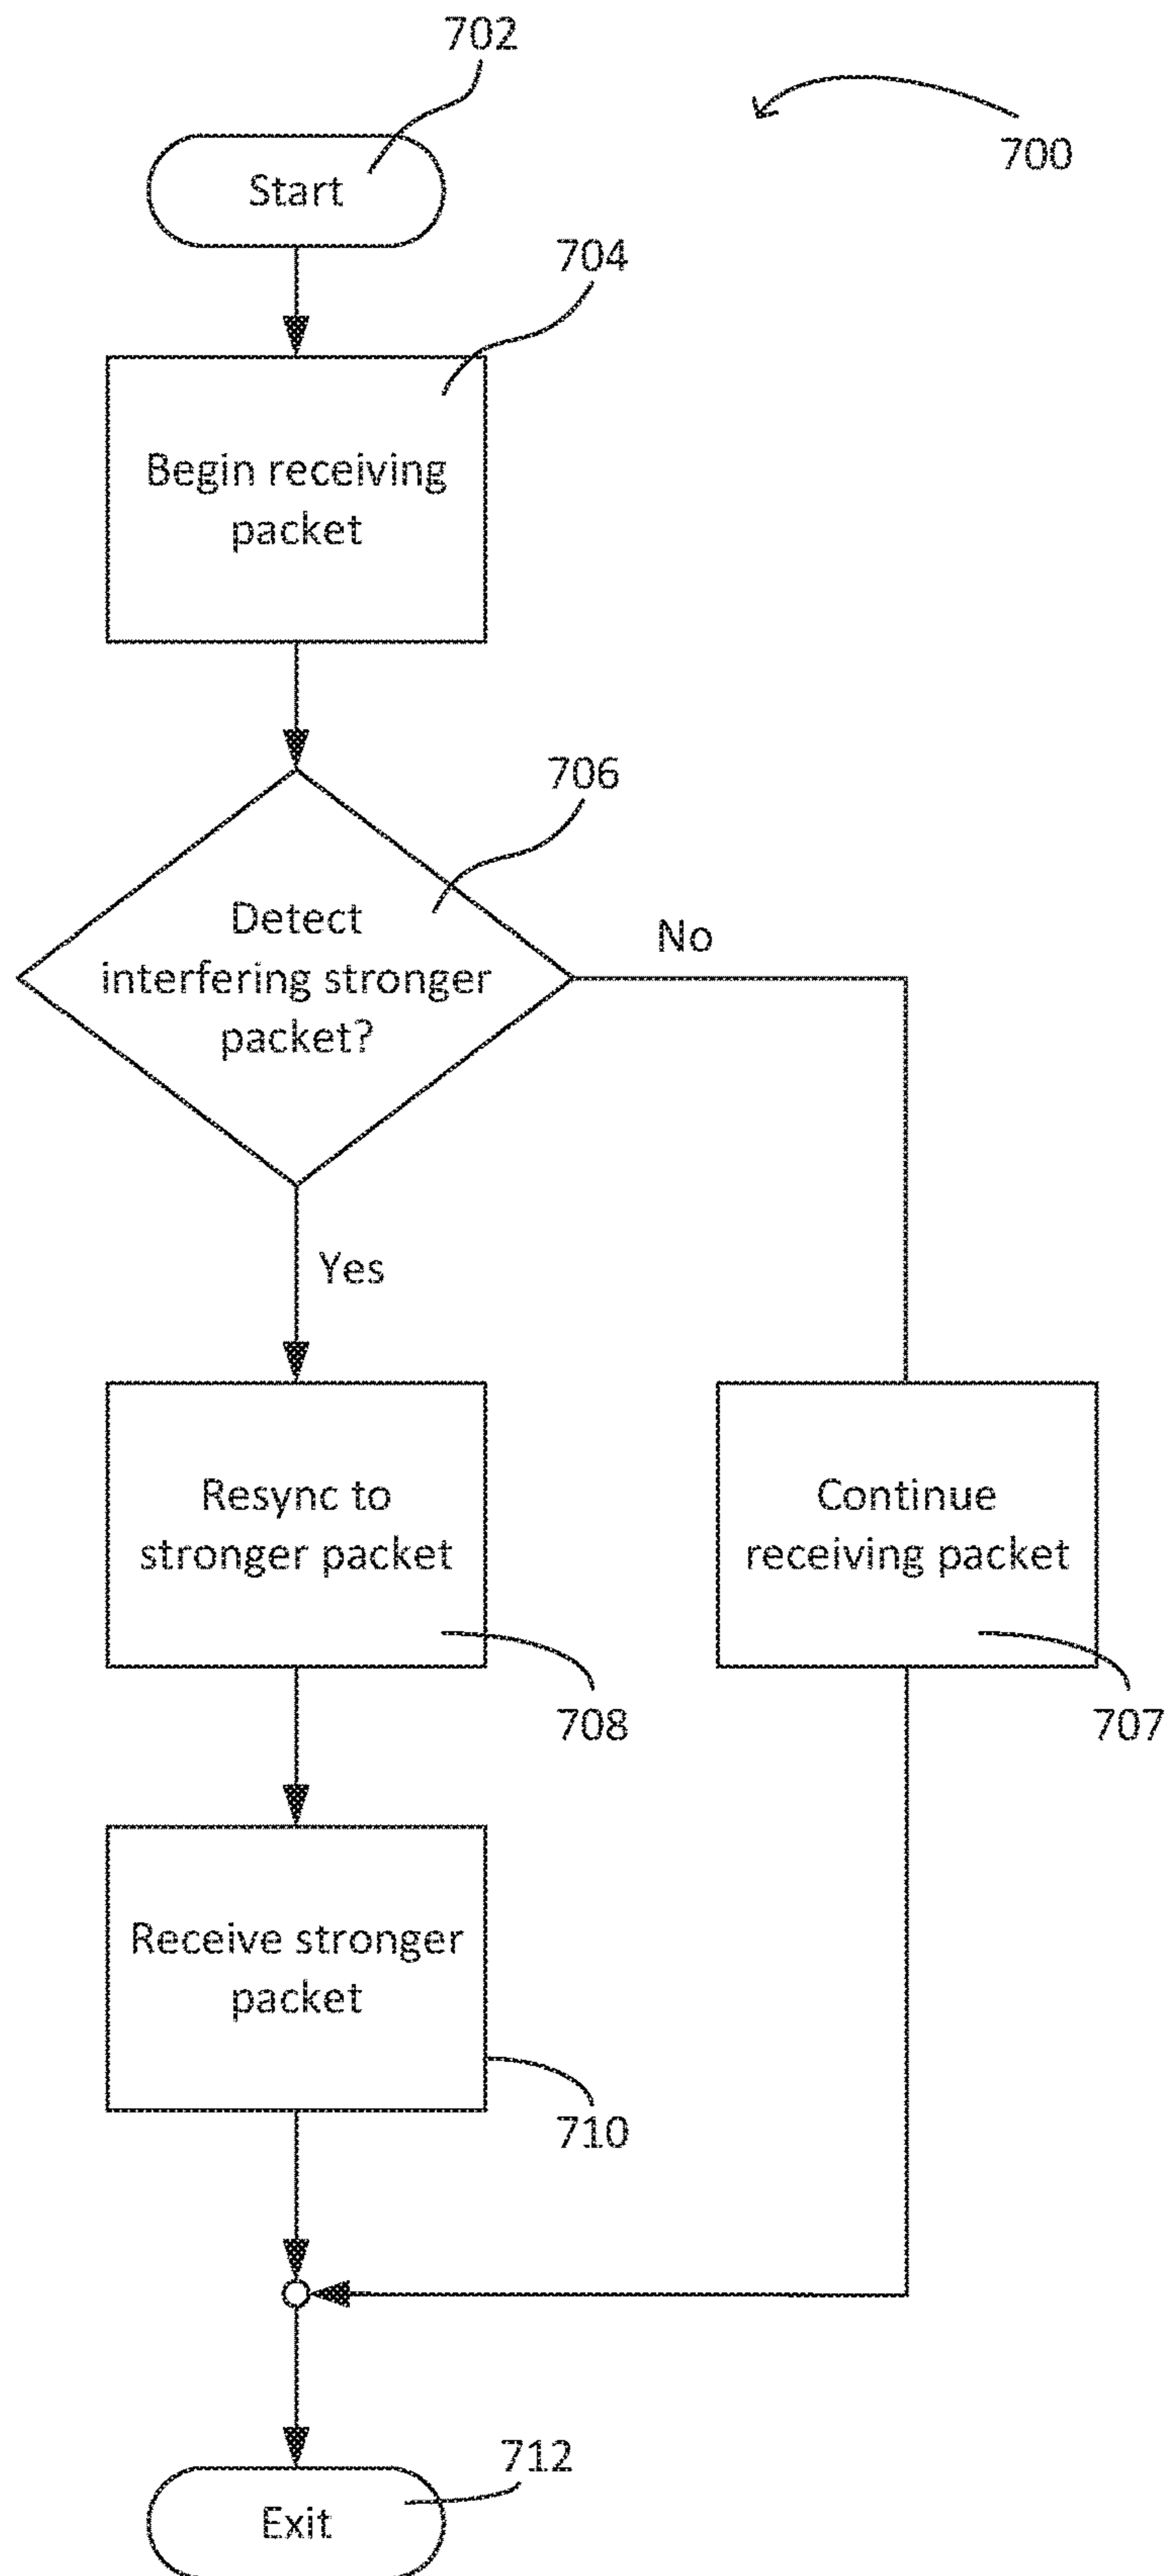 702
700
Start
704
Begin receiving
packet
706
Detect
interfering stronger
packet?
No
Yes
Resync to
stronger packet
Continue
receiving packet
708
707
Receive stronger
packet
710
712
Exit